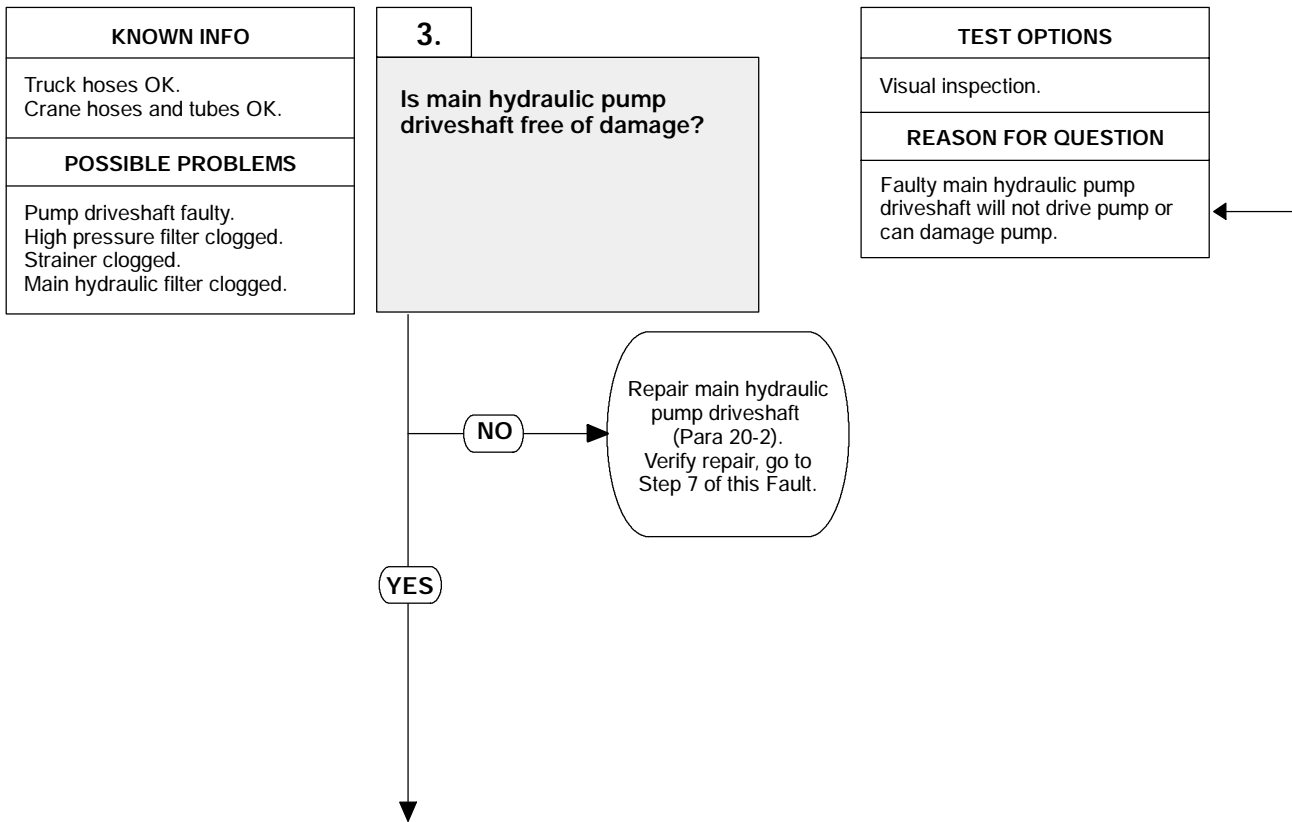 KNOWN INFO
Truck hoses OK.
Crane hoses and tubes OK.
POSSIBLE PROBLEMS
Pump driveshaft faulty.
High pressure filter clogged.
Strainer clogged.
Main hydraulic filter clogged.
3.
Is main hydraulic pump
driveshaft free of damage?
TEST OPTIONS
Visual inspection.
REASON FOR QUESTION
Faulty main hydraulic pump
driveshaft will not drive pump or
can damage pump.
NO
Repair main hydraulic
pump driveshaft
(Para 20-2).
Verify repair, go to
Step 7 of this Fault.
YES